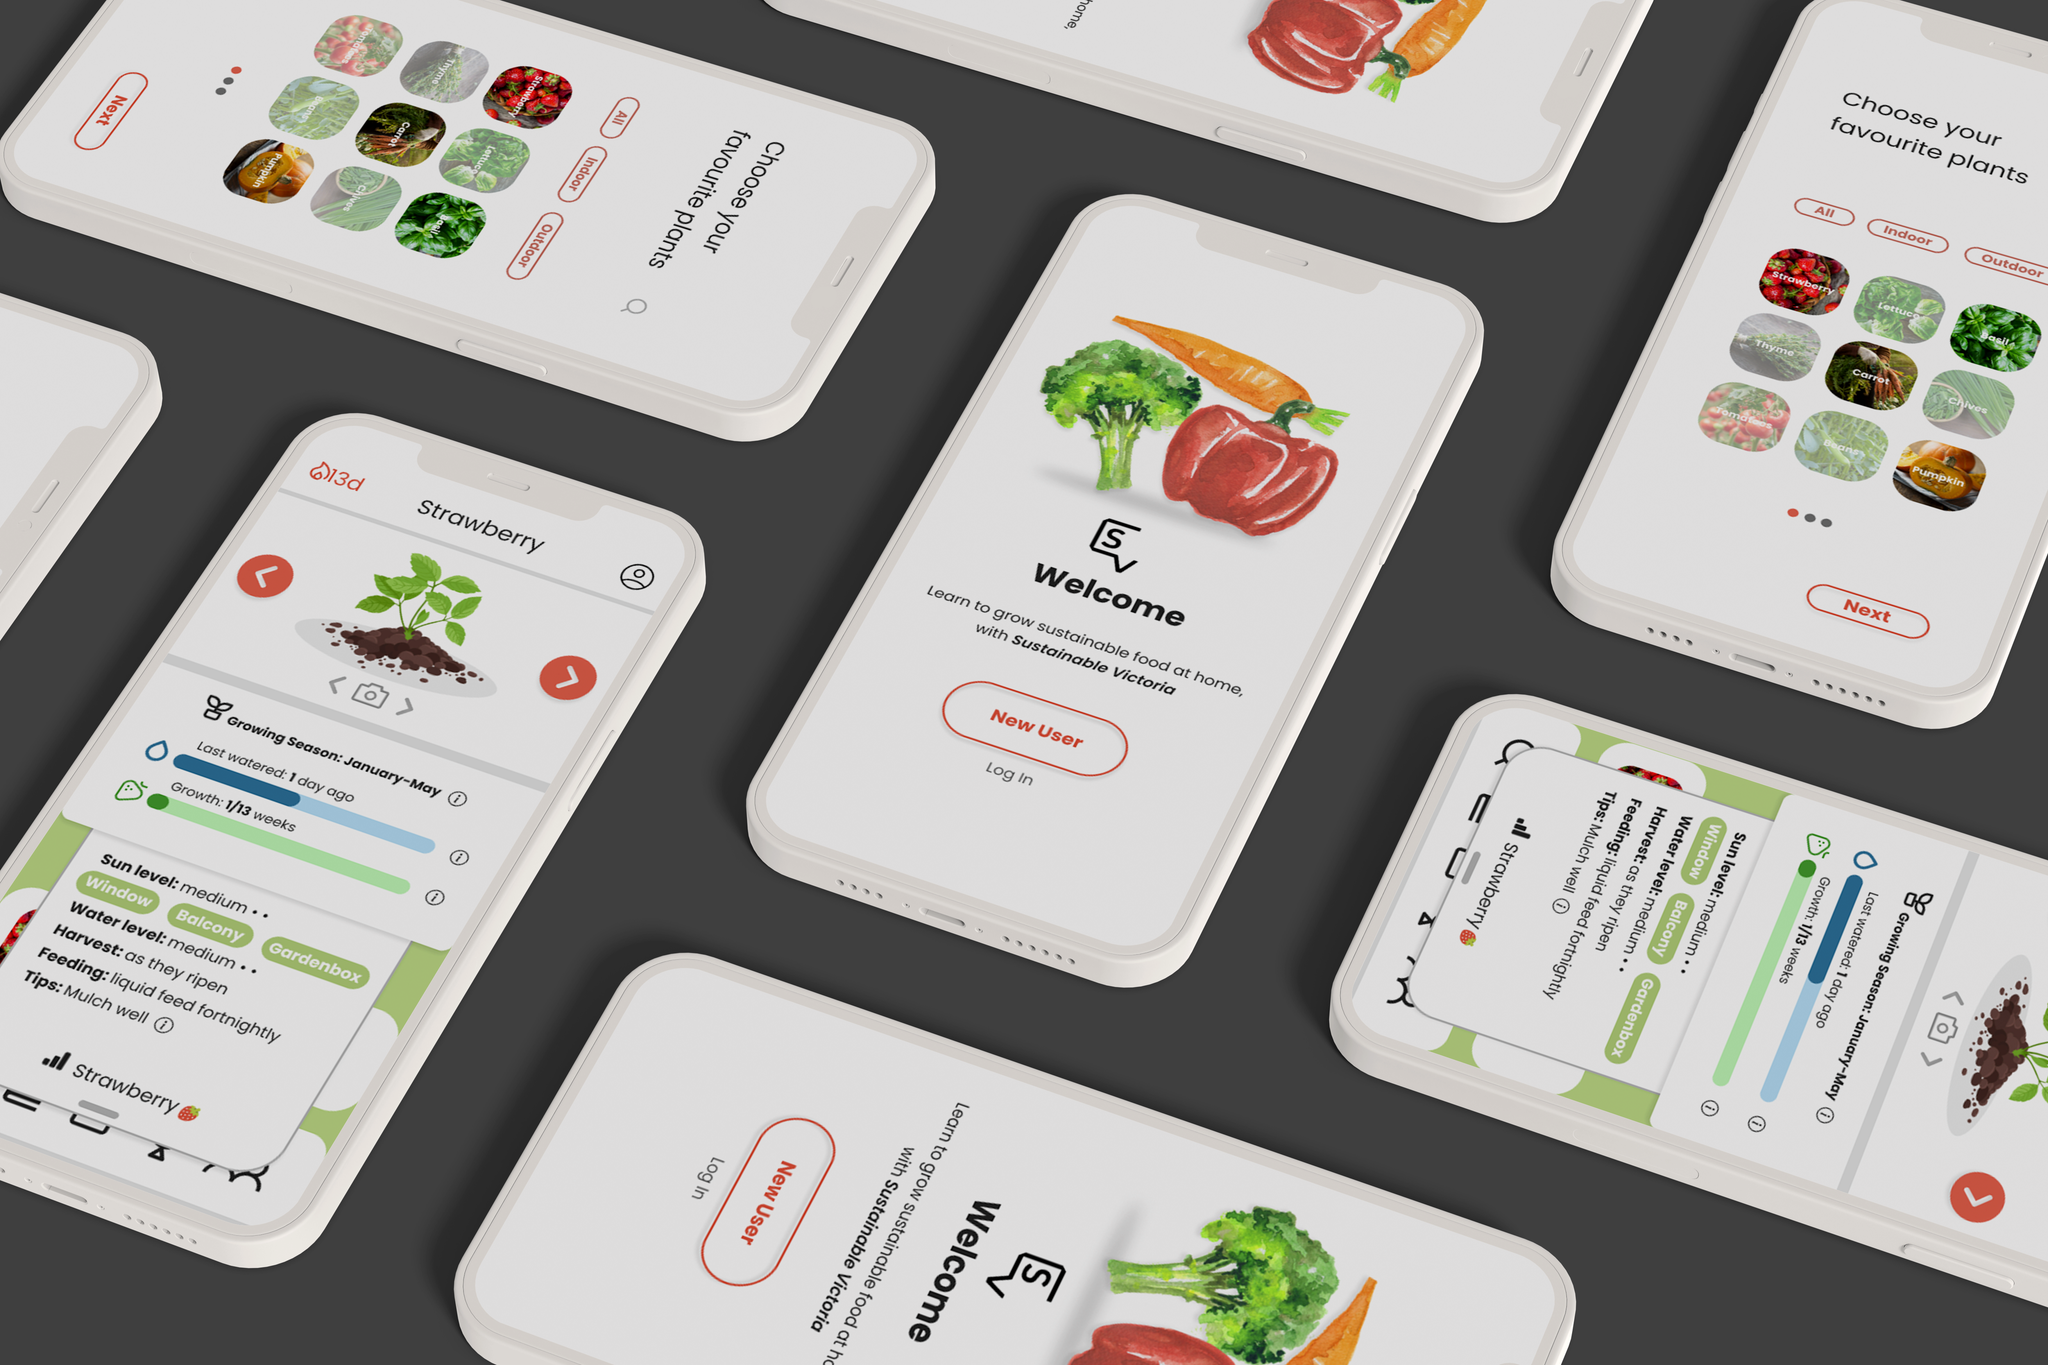 Choose your
favourite plants
All
Indoor
Outdoor
Strawberry
Lettuce
Basil
Thyme
Carrot
Chives
Tomatoes
Beans
Pumpkin
Next
home,
Choose your
favourite plants
All
Indoor
Outdoor
Strawberry
Lettuce
Basil
Thyme
Carrot
Chives
Tomatoes
Beans
Pumpkin
Next
S
Welcome
Learn to grow sustainable food at home,
with Sustainable Victoria
New User
Log In
13d
Strawberry
Growing Season: January-May
Last watered: 1 day ago
Growth: 1/13 weeks
Sun level: medium ••
Window
Balcony
Gardenbox
Water level: medium ••
Harvest: as they ripen
Feeding: liquid feed fortnightly
Tips: Mulch well
Strawberry
Growing Season: January-May
Last watered: 1 day ago
Growth: 1/13 weeks
Sun level: medium ••
Window
Balcony
Gardenbox
Water level: medium ••
Harvest: as they ripen
Feeding: liquid feed fortnightly
Tips: Mulch well
Strawberry
S
Welcome
Learn to grow sustainable food at ho
with Sustainable Victoria
New User
Log In